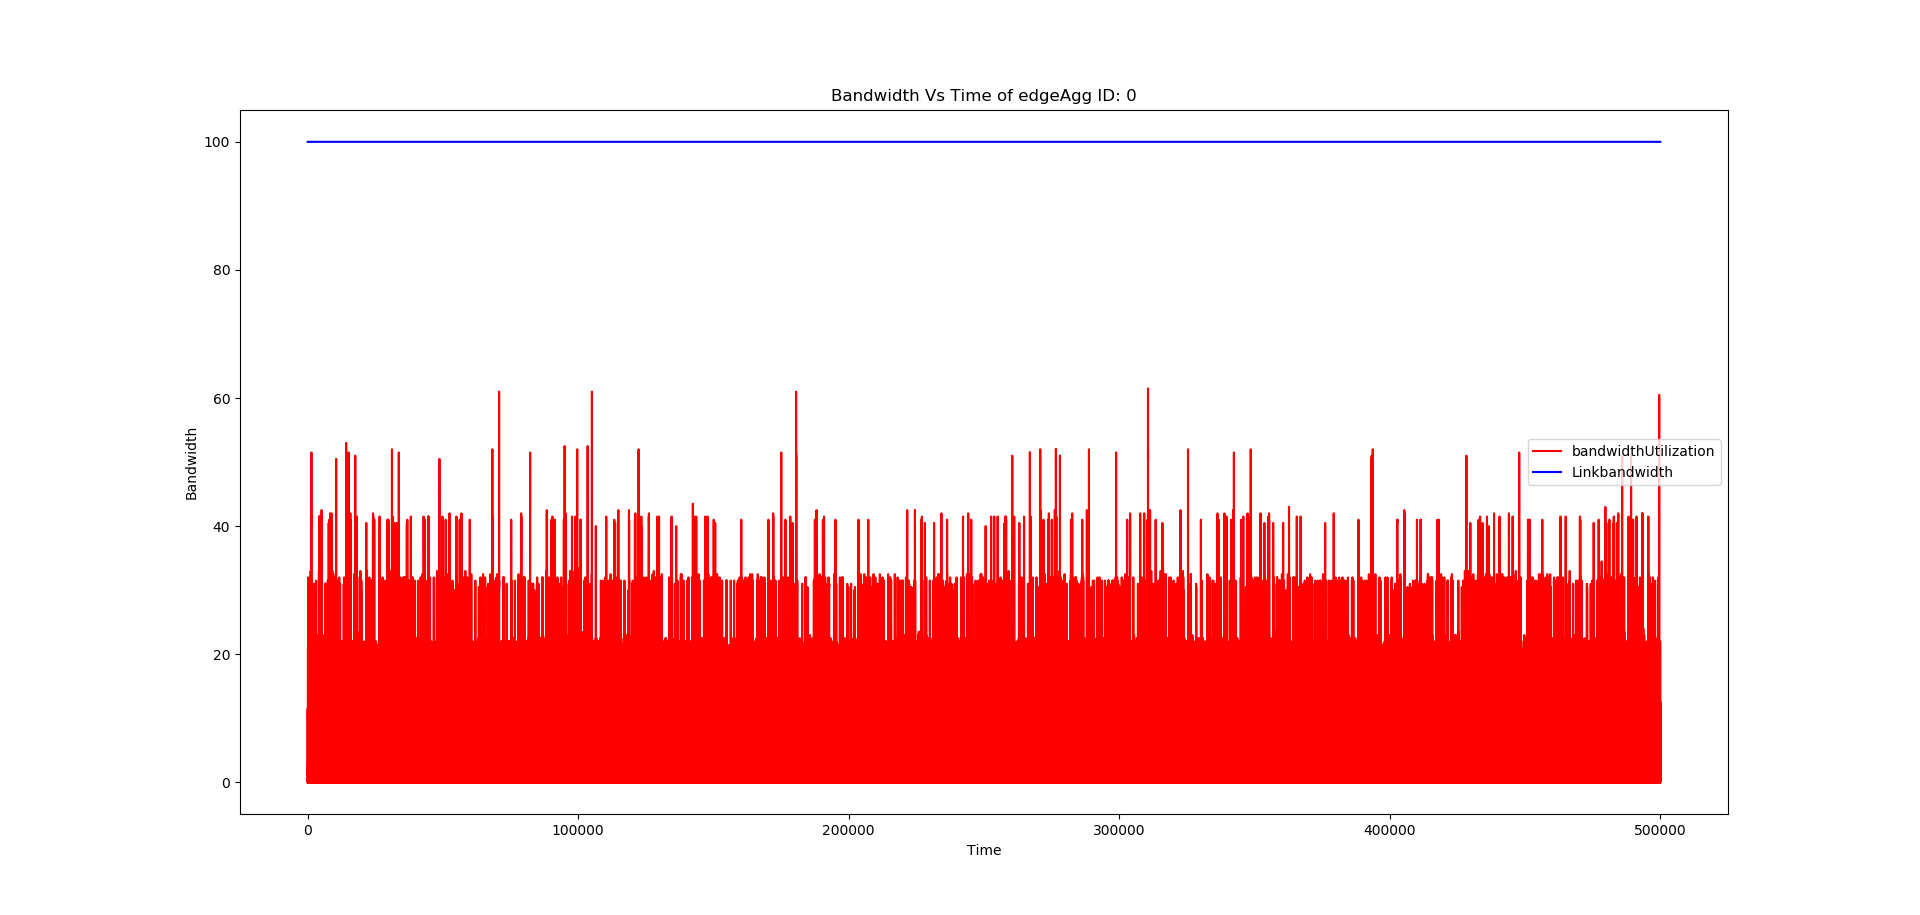 Bandwidth Vs Time of edgeAgg ID: 0
100
80
60
40
20
0
Bandwidth
bandwidthUtilization
Linkbandwidth
0 100000 200000 300000 400000 500000
Time